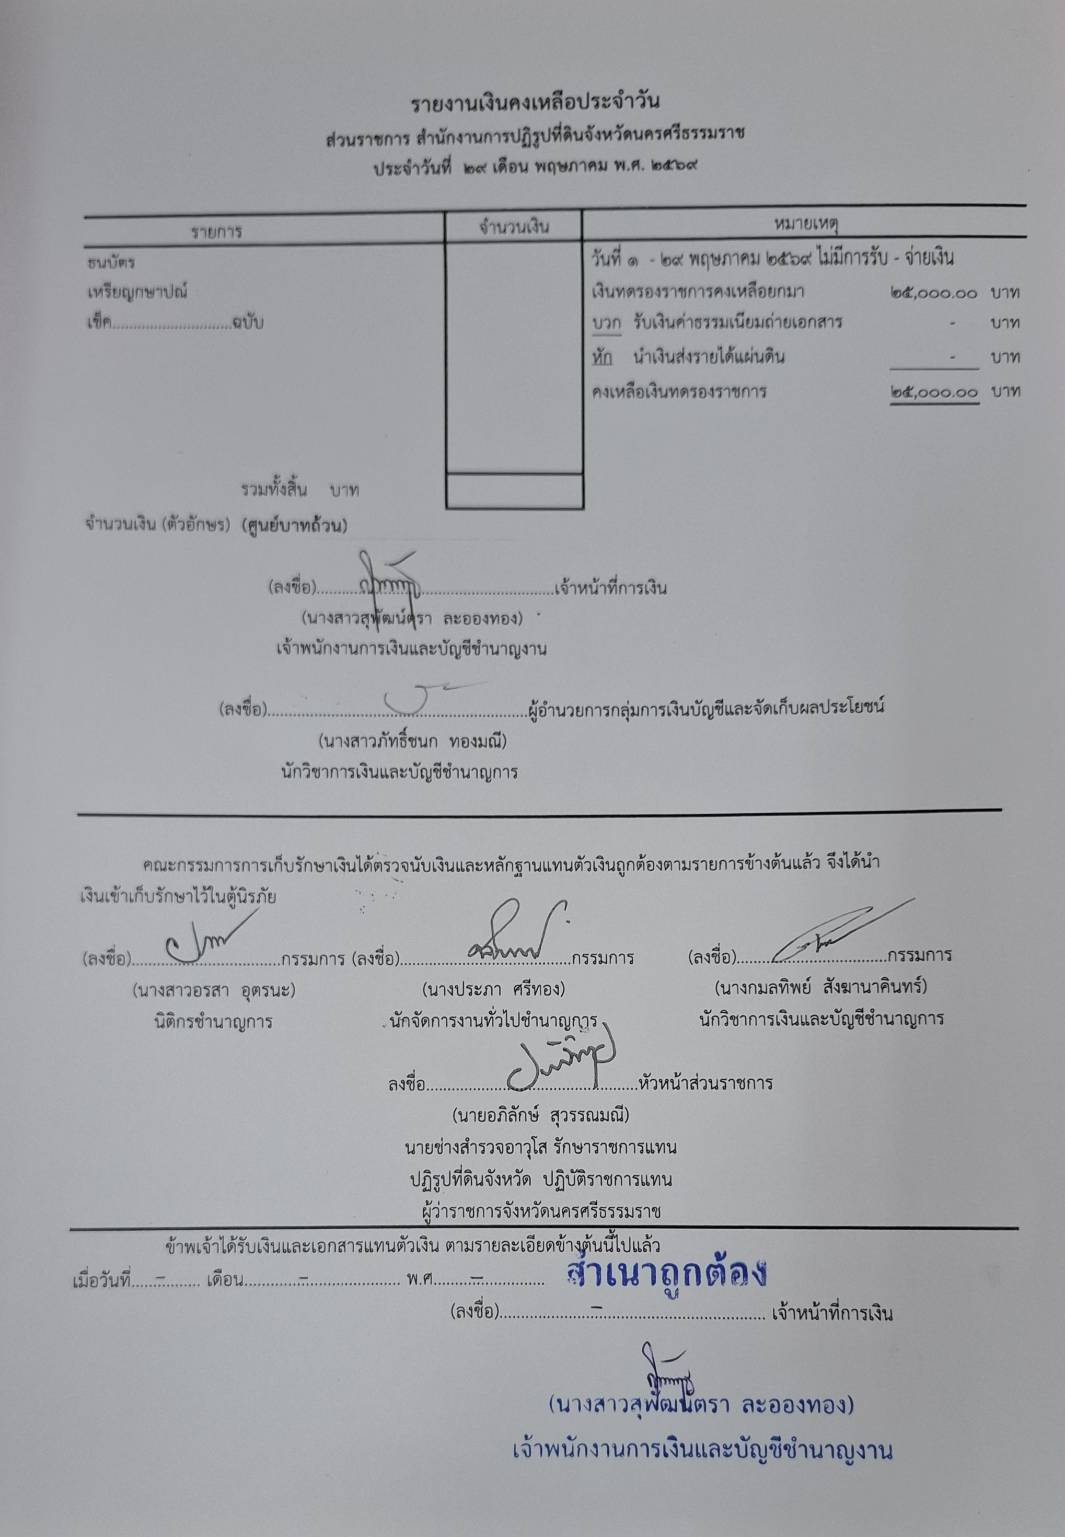 รายงานเงินคงเหลือประจำวัน
ส่วนราชการ สำนักงานการปฏิรูปที่ดินจังหวัดนครศรีธรรมราช
ประจำวันที่ ๒๙ เดือน พฤษภาคม พ.ศ. ๒๕๖๙
รายการ จำนวนเงิน หมายเหตุ
ธนบัตร วันที่ ๑ - ๒๙ พฤษภาคม ๒๕๖๙ ไม่มีการรับ - จ่ายเงิน
เหรียญกษาปณ์ เงินทดรองราชการคงเหลือยกมา ๒๕,๐๐๐.๐๐ บาท
เช็ค............................ฉบับ บวก รับเงินค่าธรรมเนียมถ่ายเอกสาร - บาท
หัก นำเงินส่งรายได้แผ่นดิน - บาท
คงเหลือเงินทดรองราชการ ๒๕,๐๐๐.๐๐ บาท
รวมทั้งสิ้น บาท
จำนวนเงิน (ตัวอักษร) (ศูนย์บาทถ้วน)
(ลงชื่อ)............................เจ้าหน้าที่การเงิน
(นางสาวสุพัฒน์ตรา ละอองทอง)
เจ้าพนักงานการเงินและบัญชีชำนาญงาน
(ลงชื่อ)............................ผู้อำนวยการกลุ่มการเงินบัญชีและจัดเก็บผลประโยชน์
(นางสาวภัทธิ์ชนก ทองมณี)
นักวิชาการเงินและบัญชีชำนาญการ
คณะกรรมการการเก็บรักษาเงินได้ตรวจนับเงินและหลักฐานแทนตัวเงินถูกต้องตามรายการข้างต้นแล้ว จึงได้นำ
เงินเข้าเก็บรักษาไว้ในตู้นิรภัย
(ลงชื่อ)............................กรรมการ (ลงชื่อ)............................กรรมการ (ลงชื่อ)............................กรรมการ
(นางสาวอรสา อุตรนะ) (นางประภา ศรีทอง) (นางกมลทิพย์ สังฆานาคินทร์)
นิติกรชำนาญการ นักจัดการงานทั่วไปชำนาญการ นักวิชาการเงินและบัญชีชำนาญการ
ลงชื่อ............................หัวหน้าส่วนราชการ
(นายอภิลักษ์ สุวรรณมณี)
นายช่างสำรวจอาวุโส รักษาราชการแทน
ปฏิรูปที่ดินจังหวัด ปฏิบัติราชการแทน
ผู้ว่าราชการจังหวัดนครศรีธรรมราช
ข้าพเจ้าได้รับเงินและเอกสารแทนตัวเงิน ตามรายละเอียดข้างต้นนี้ไปแล้ว
เมื่อวันที่......–...... เดือน............–............ พ.ศ.......–...... สำเนาถูกต้อง
(ลงชื่อ)............–............ เจ้าหน้าที่การเงิน
(นางสาวสุพัฒน์ตรา ละอองทอง)
เจ้าพนักงานการเงินและบัญชีชำนาญงาน